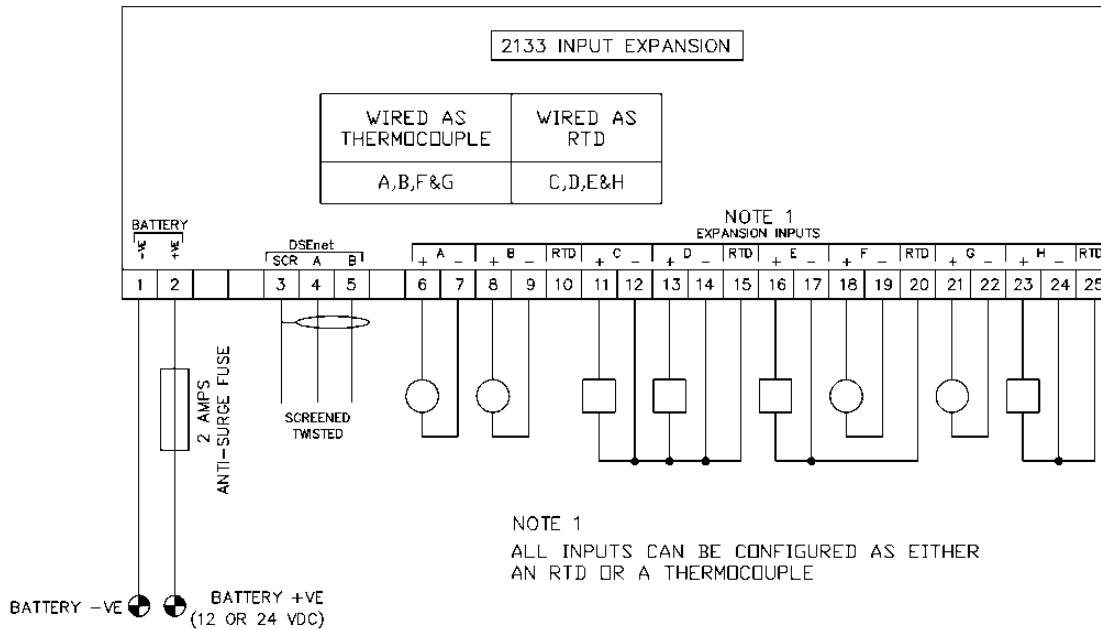 2133 INPUT EXPANSION
WIRED AS THERMOCOUPLE
WIRED AS RTD
A,B,F&G
C,D,E&H
BATTERY
-VE
+VE
DSEnet
SCR A B
NOTE 1
EXPANSION INPUTS
+ A - + B - RTD + C - + D - RTD + E - + F - RTD + G - + H - RTD
1 2 3 4 5 6 7 8 9 10 11 12 13 14 15 16 17 18 19 20 21 22 23 24 25
2 AMPS
ANTI-SURGE FUSE
SCREENED
TWISTED
NOTE 1
ALL INPUTS CAN BE CONFIGURED AS EITHER
AN RTD OR A THERMOCOUPLE
BATTERY -VE
BATTERY +VE
(12 OR 24 VDC)